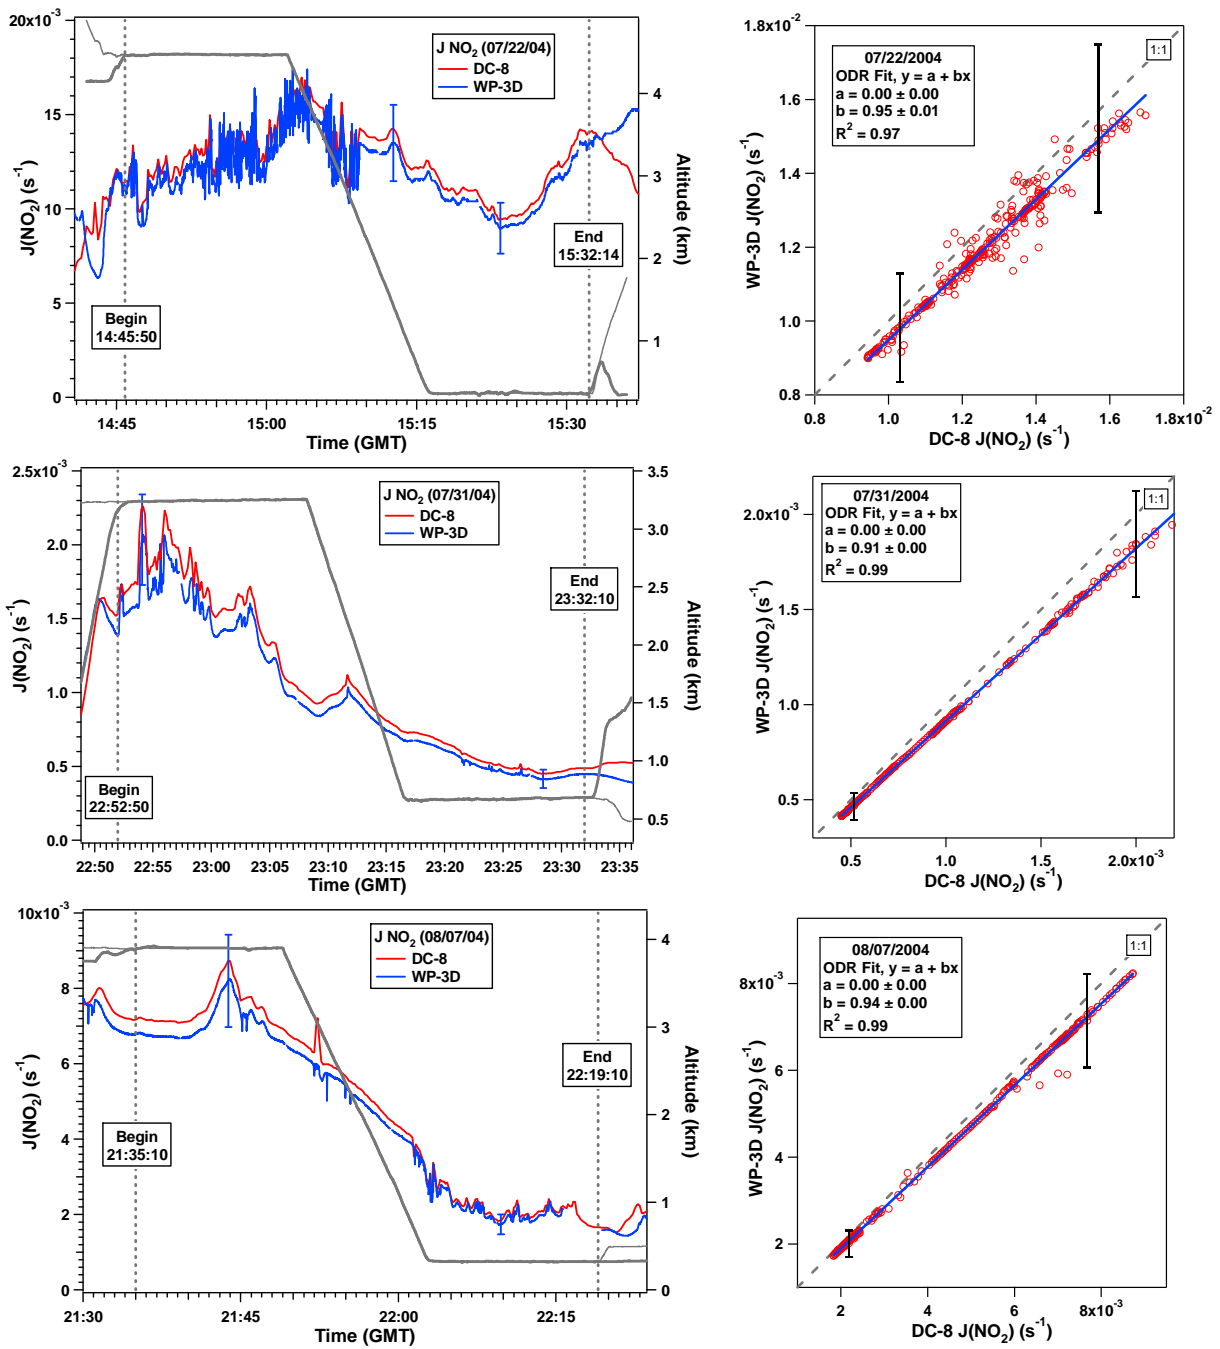 20x10⁻³
15
10
5
0
J(NO₂) (s⁻¹)
J NO₂ (07/22/04)
DC-8
WP-3D
Begin
14:45:50
End
15:32:14
4
3
2
1
Altitude (km)
14:45
15:00
15:15
15:30
Time (GMT)
1.8x10⁻²
1.6
1.4
1.2
1.0
0.8
WP-3D J(NO₂) (s⁻¹)
07/22/2004
ODR Fit, y = a + bx
a = 0.00 ± 0.00
b = 0.95 ± 0.01
R² = 0.97
1:1
0.8
1.0
1.2
1.4
1.6
1.8x10⁻²
DC-8 J(NO₂) (s⁻¹)
2.5x10⁻³
2.0
1.5
1.0
0.5
0.0
J(NO₂) (s⁻¹)
J NO₂ (07/31/04)
DC-8
WP-3D
Begin
22:52:50
End
23:32:10
3.5
3.0
2.5
2.0
1.5
1.0
0.5
Altitude (km)
22:50
22:55
23:00
23:05
23:10
23:15
23:20
23:25
23:30
23:35
Time (GMT)
2.0x10⁻³
1.5
1.0
0.5
WP-3D J(NO₂) (s⁻¹)
07/31/2004
ODR Fit, y = a + bx
a = 0.00 ± 0.00
b = 0.91 ± 0.00
R² = 0.99
1:1
0.5
1.0
1.5
2.0x10⁻³
DC-8 J(NO₂) (s⁻¹)
10x10⁻³
8
6
4
2
0
J(NO₂) (s⁻¹)
J NO₂ (08/07/04)
DC-8
WP-3D
Begin
21:35:10
End
22:19:10
4
3
2
1
0
Altitude (km)
21:30
21:45
22:00
22:15
Time (GMT)
8x10⁻³
6
4
2
WP-3D J(NO₂) (s⁻¹)
08/07/2004
ODR Fit, y = a + bx
a = 0.00 ± 0.00
b = 0.94 ± 0.00
R² = 0.99
1:1
2
4
6
8x10⁻³
DC-8 J(NO₂) (s⁻¹)